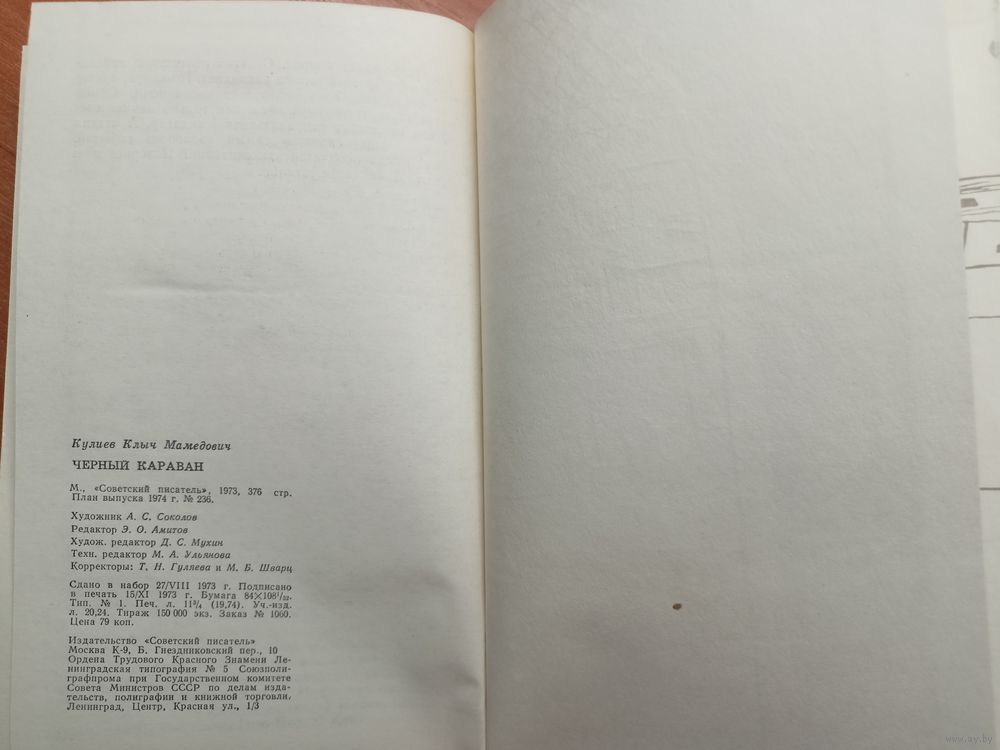 Кулиев Клыч Мамедович
ЧЕРНЫЙ КАРАВАН
М., «Советский писатель», 1973, 376 стр.
План выпуска 1974 г. № 236.
Художник А. С. Соколов
Редактор Э. О. Амитов
Худож. редактор Д. С. Мухин
Техн. редактор М. А. Ульянова
Корректоры: Т. Н. Гуляева и М. Б. Шварц
Сдано в набор 27/VIII 1973 г. Подписано
в печать 15/XI 1973 г. Бумага 84×108¹/₃₂.
Тип. № 1. Печ. л. 11³/₄ (19,74). Уч.-изд.
л. 20,24. Тираж 150 000 экз. Заказ № 1060.
Цена 79 коп.
Издательство «Советский писатель»
Москва К-9, Б. Гнездниковский пер., 10
Ордена Трудового Красного Знамени Ле-
нинградская типография № 5 Союзполи-
графпрома при Государственном комитете
Совета Министров СССР по делам изда-
тельств, полиграфии и книжной торговли,
Ленинград, Центр, Красная ул., 1/3
www.ay.by